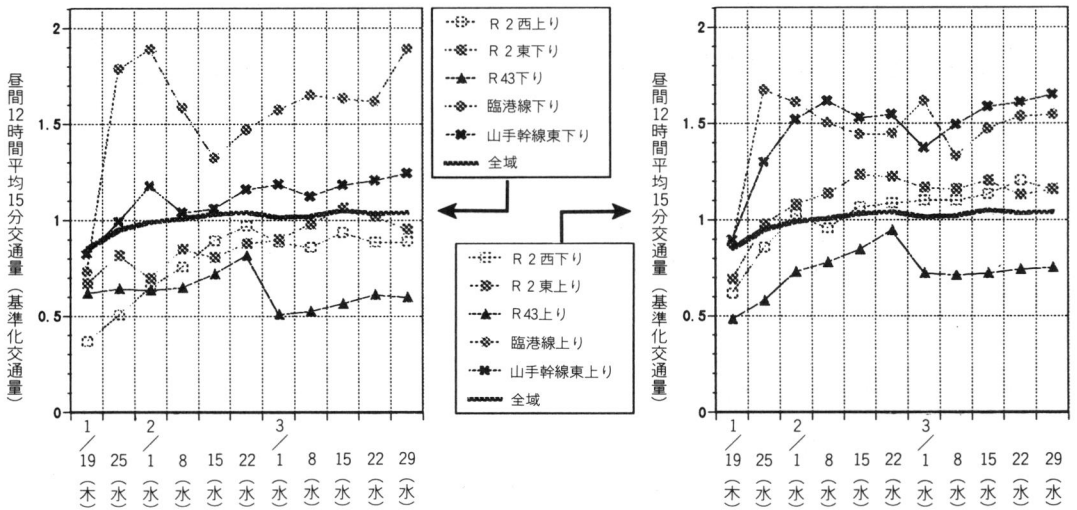 昼間12時間平均15分交通量（基準化交通量）
2
1.5
1
0.5
0
1/19（木）
25（水）
2/1（水）
8（水）
15（水）
22（水）
3/1（水）
8（水）
15（水）
22（水）
29（水）
R２西上り
R２東下り
R43下り
臨港線下り
山手幹線東下り
全域
R２西下り
R２東上り
R43上り
臨港線上り
山手幹線東上り
全域
昼間12時間平均15分交通量（基準化交通量）
2
1.5
1
0.5
0
1/19（木）
25（水）
2/1（水）
8（水）
15（水）
22（水）
3/1（水）
8（水）
15（水）
22（水）
29（水）